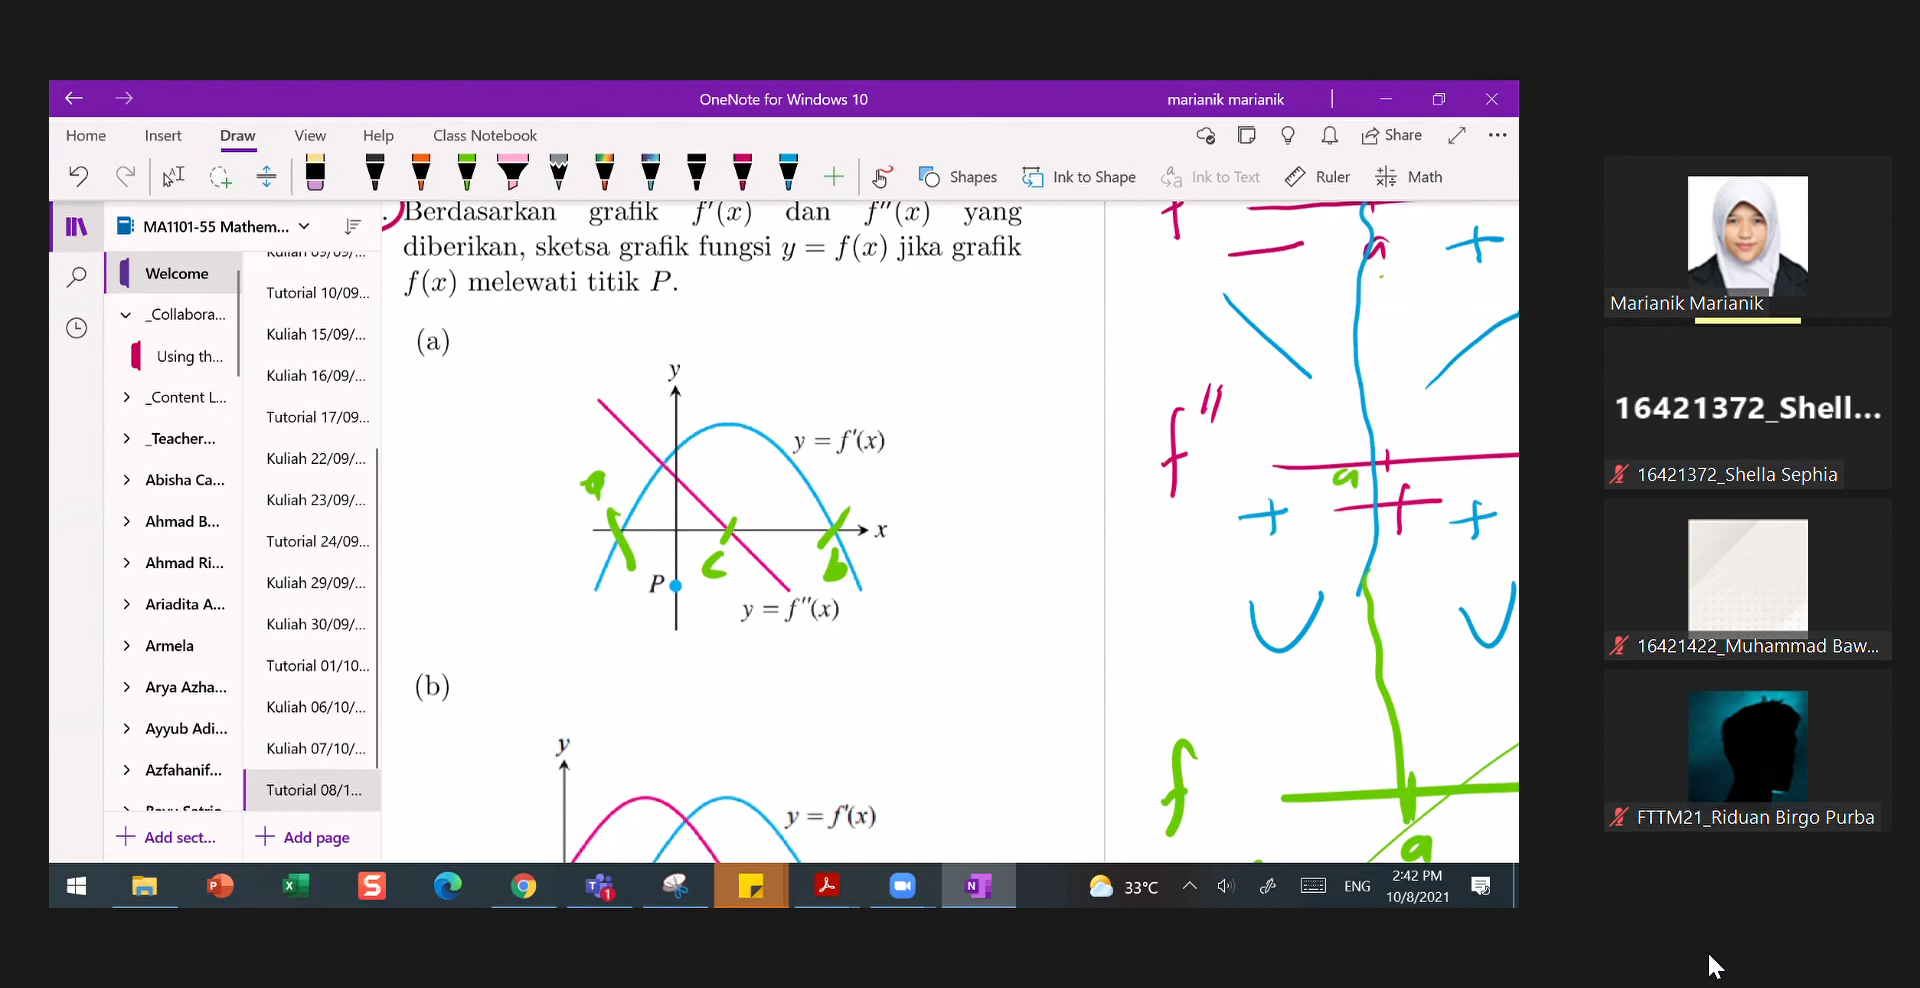 OneNote for Windows 10
marianik marianik
Home Insert Draw View Help Class Notebook
Share
Shapes Ink to Shape Ink to Text Ruler Math
MA1101-55 Mathem...
Welcome
_Collabora...
Using th...
_Content L...
_Teacher...
Abisha Ca...
Ahmad B...
Ahmad Ri...
Ariadita A...
Armela
Arya Azha...
Ayyub Adi...
Azfahanif...
Add sect...
Kuliah 09/09/...
Tutorial 10/09...
Kuliah 15/09/...
Kuliah 16/09/...
Tutorial 17/09...
Kuliah 22/09/...
Kuliah 23/09/...
Tutorial 24/09...
Kuliah 29/09/...
Kuliah 30/09/...
Tutorial 01/10...
Kuliah 06/10/...
Kuliah 07/10/...
Tutorial 08/1...
Add page
Berdasarkan grafik f′(x) dan f″(x) yang
diberikan, sketsa grafik fungsi y = f(x) jika grafik
f(x) melewati titik P.
(a)
y
y = f′(x)
a
x
c
b
P
y = f″(x)
(b)
y
y = f′(x)
a +
f″
a
+ + +
f
a
33°C
ENG
2:42 PM
10/8/2021
Marianik Marianik
16421372_Shell...
16421372_Shella Sephia
16421422_Muhammad Baw...
FTTM21_Riduan Birgo Purba